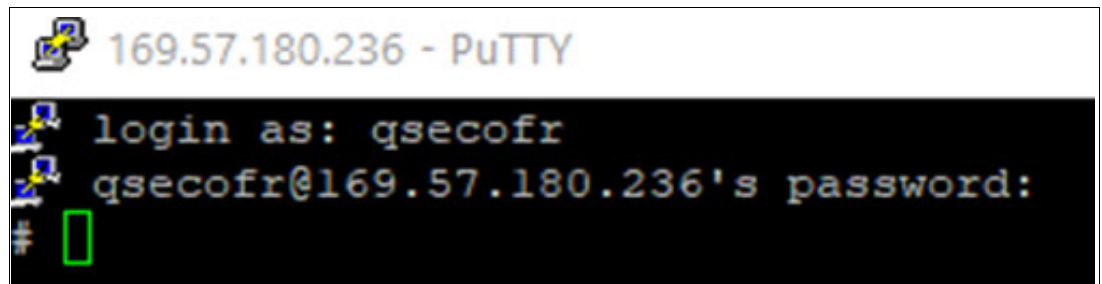 169.57.180.236 - PuTTY
login as: qsecofr
qsecofr@169.57.180.236's password:
#